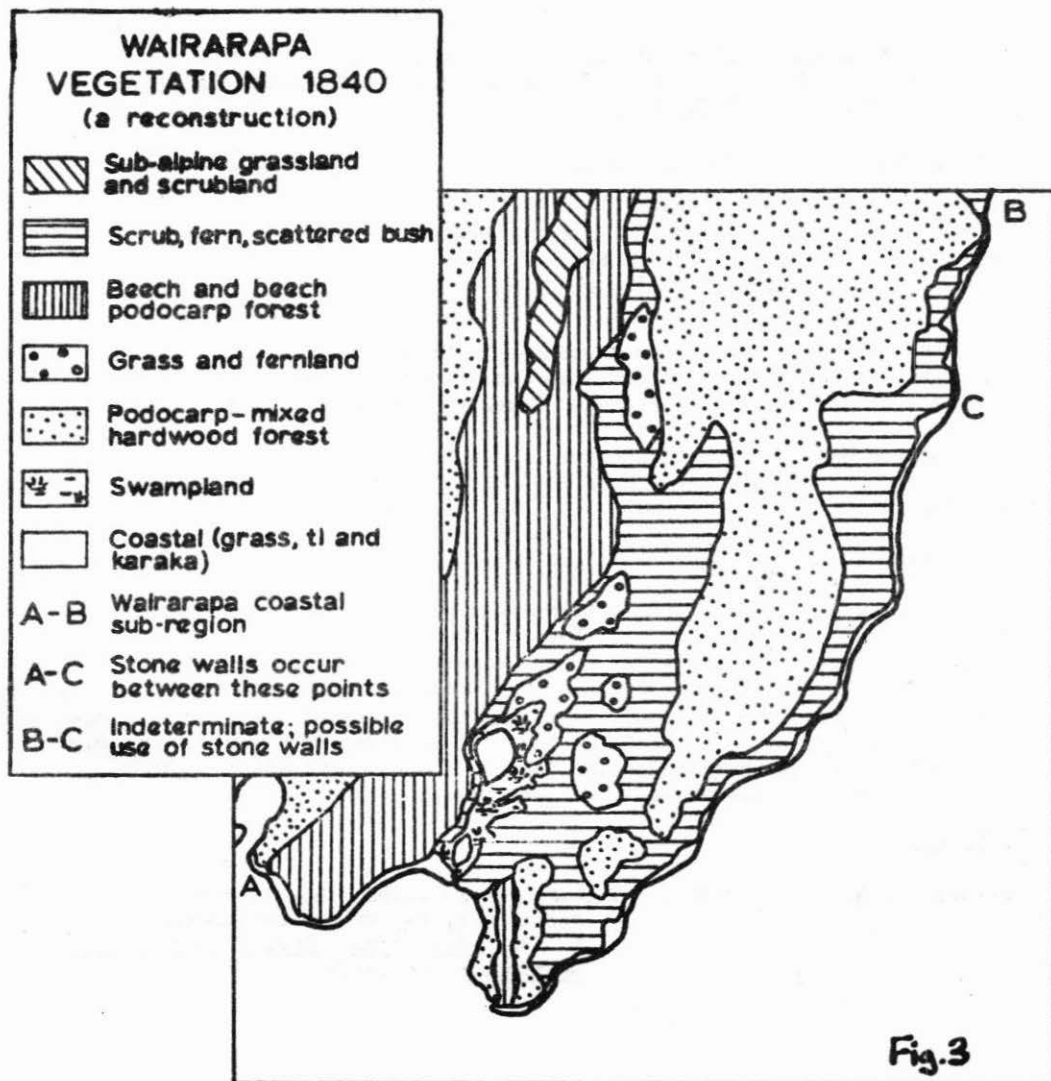 WAIRARAPA
VEGETATION 1840
(a reconstruction)
Sub-alpine grassland
and scrubland
Scrub, fern, scattered bush
Beech and beech
podocarp forest
Grass and fernland
Podocarp-mixed
hardwood forest
Swampland
Coastal (grass, ti and
karaka)
A-B Wairarapa coastal
sub-region
A-C Stone walls occur
between these points
B-C Indeterminate; possible
use of stone walls
B
C
A
Fig.3